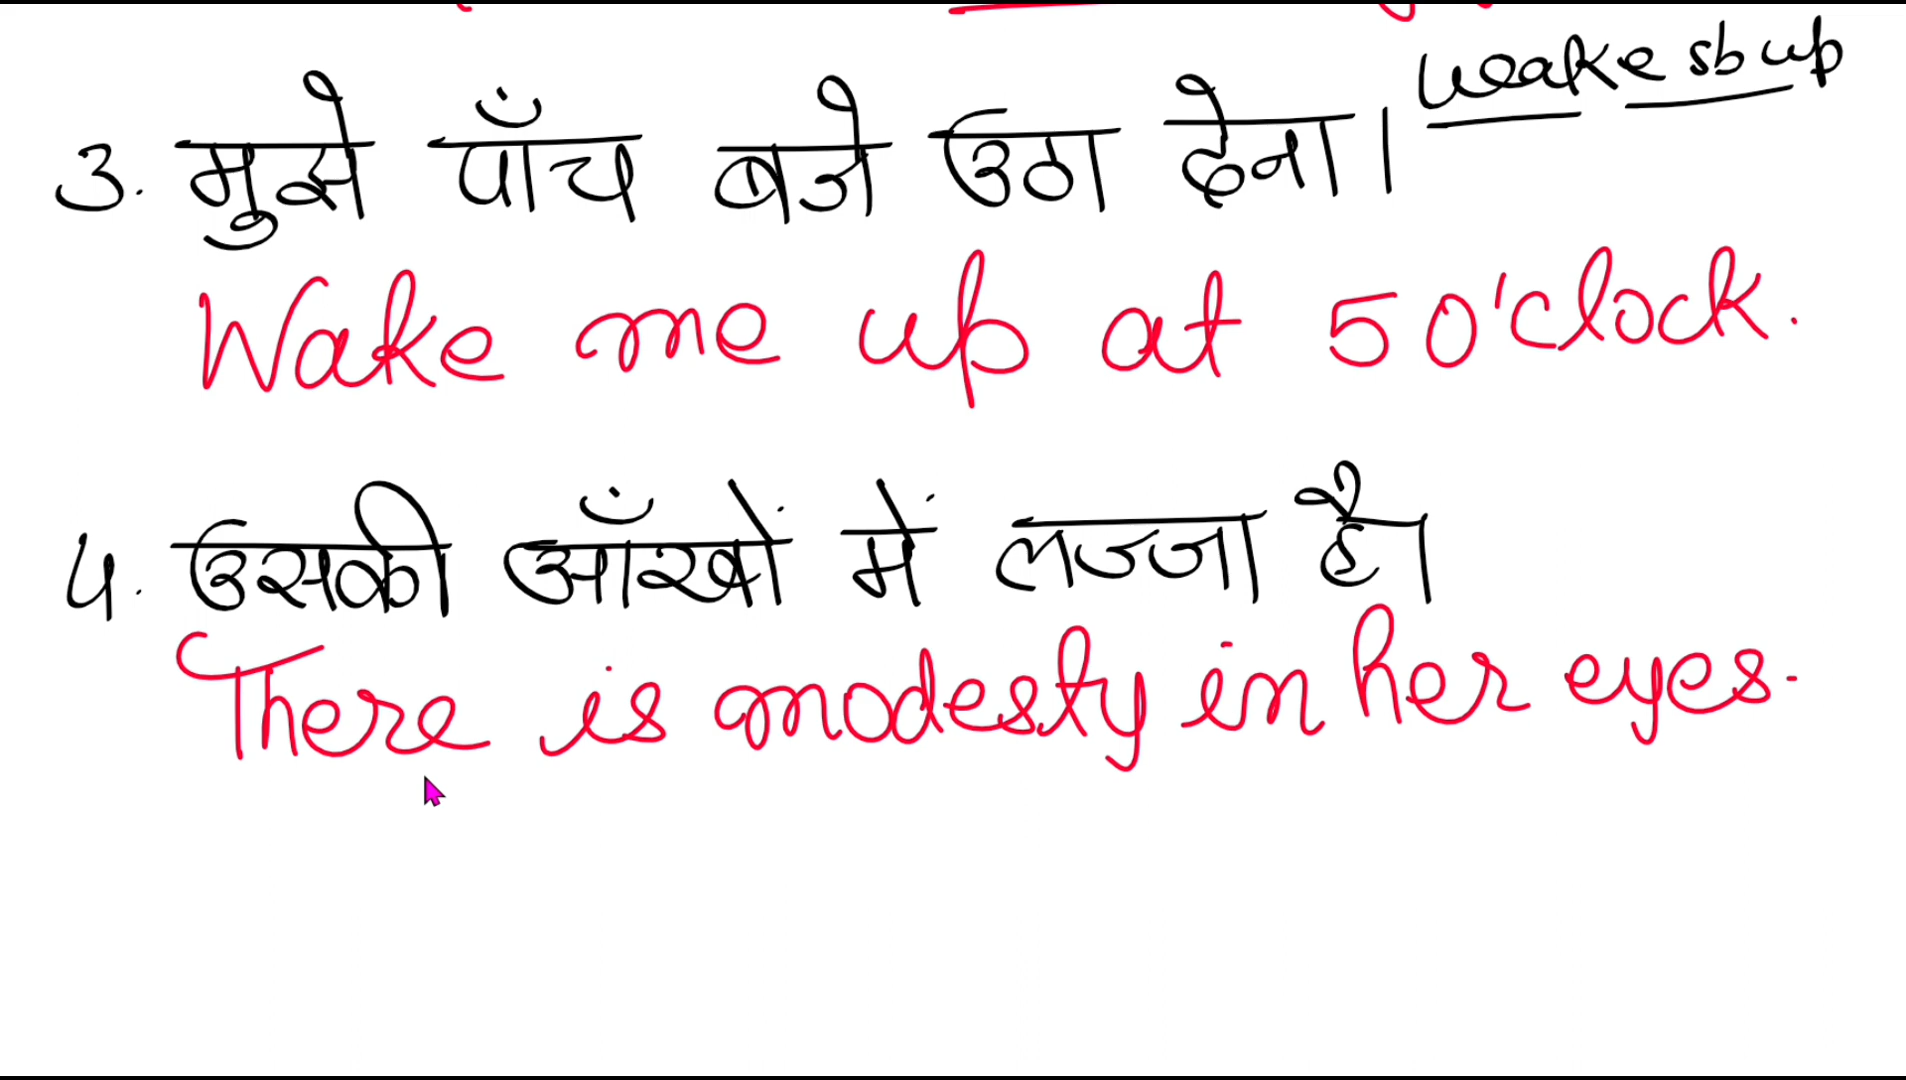 wake sb up
3. मुझे पाँच बजे उठा देना।
Wake me up at 5 o'clock.
4. उसकी आँखों में लज्जा है।
There is modesty in her eyes.